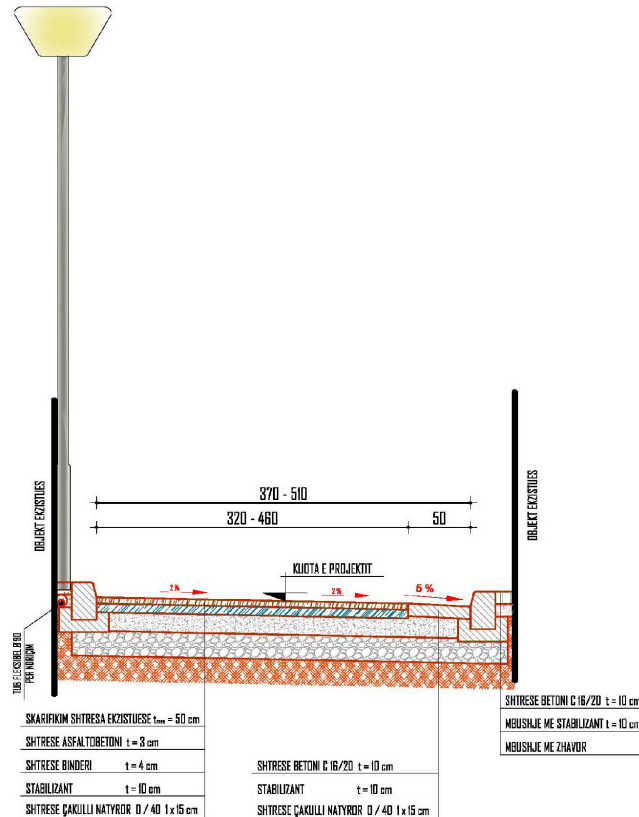 OBJEKT EKZISTUES
OBJEKT EKZISTUES
370 - 510
320 - 460
50
KUOTA E PROJEKTIT
2%
2%
5 %
TUB FLEKSIBEL Ø 90
PER NDRIÇIM
SKARIFIKIM SHTRESA EKZISTUESE = 50 cm
SHTRESE ASFALTOBETONI t = 3 cm
SHTRESE BINDERI t = 4 cm
STABILIZANT t = 10 cm
SHTRESE ÇAKULLI NATYROR 0 / 40 1 x 15 cm
SHTRESE BETONI C 16/20 t = 10 cm
STABILIZANT t = 10 cm
SHTRESE ÇAKULLI NATYROR 0 / 40 1 x 15 cm
SHTRESE BETONI C 16/20 t = 10 cm
MBUSHJE ME STABILIZANT t = 10 cm
MBUSHJE ME ZHAVOR